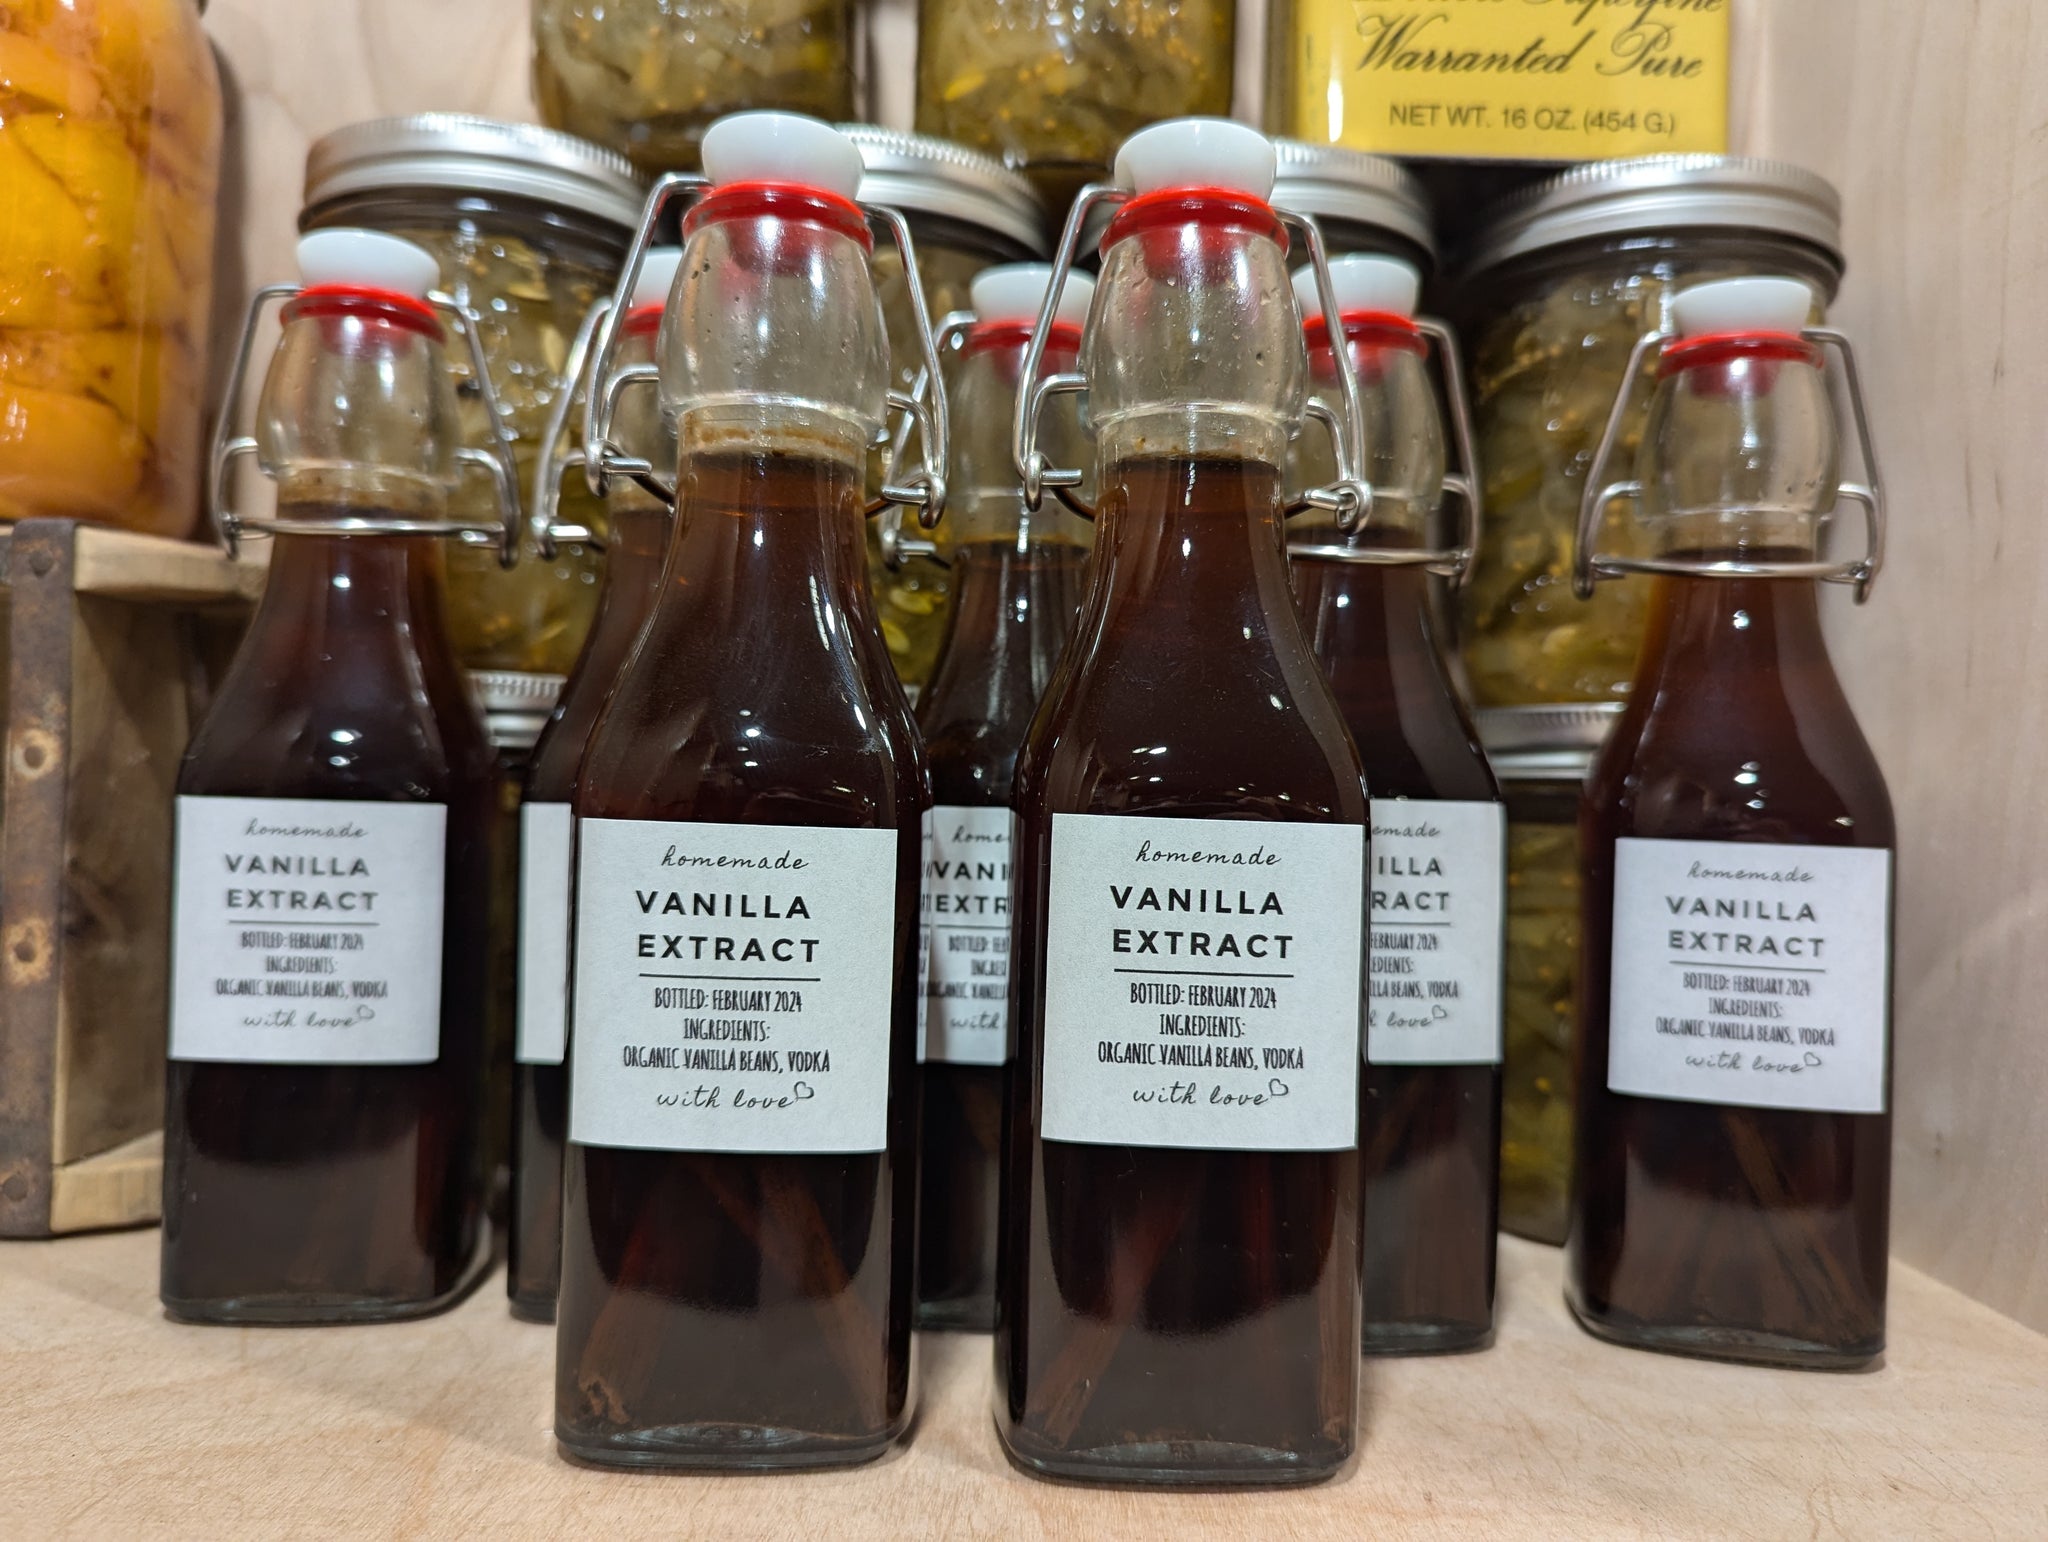 Warranted Pure
NET WT. 16 OZ. (454 G.)
homemade
VANILLA
EXTRACT
BOTTLED: FEBRUARY 2024
INGREDIENTS:
ORGANIC VANILLA BEANS, VODKA
with love
homemade
VANILLA
EXTRACT
BOTTLED: FEBRUARY 2024
INGREDIENTS:
ORGANIC VANILLA BEANS, VODKA
with love
homemade
VANILLA
EXTRACT
BOTTLED: FEBRUARY 2024
INGREDIENTS:
ORGANIC VANILLA BEANS, VODKA
with love
VODKA
love
homemade
VANILLA
EXTRACT
BOTTLED: FEBRUARY 2024
INGREDIENTS:
ORGANIC VANILLA BEANS, VODKA
with love